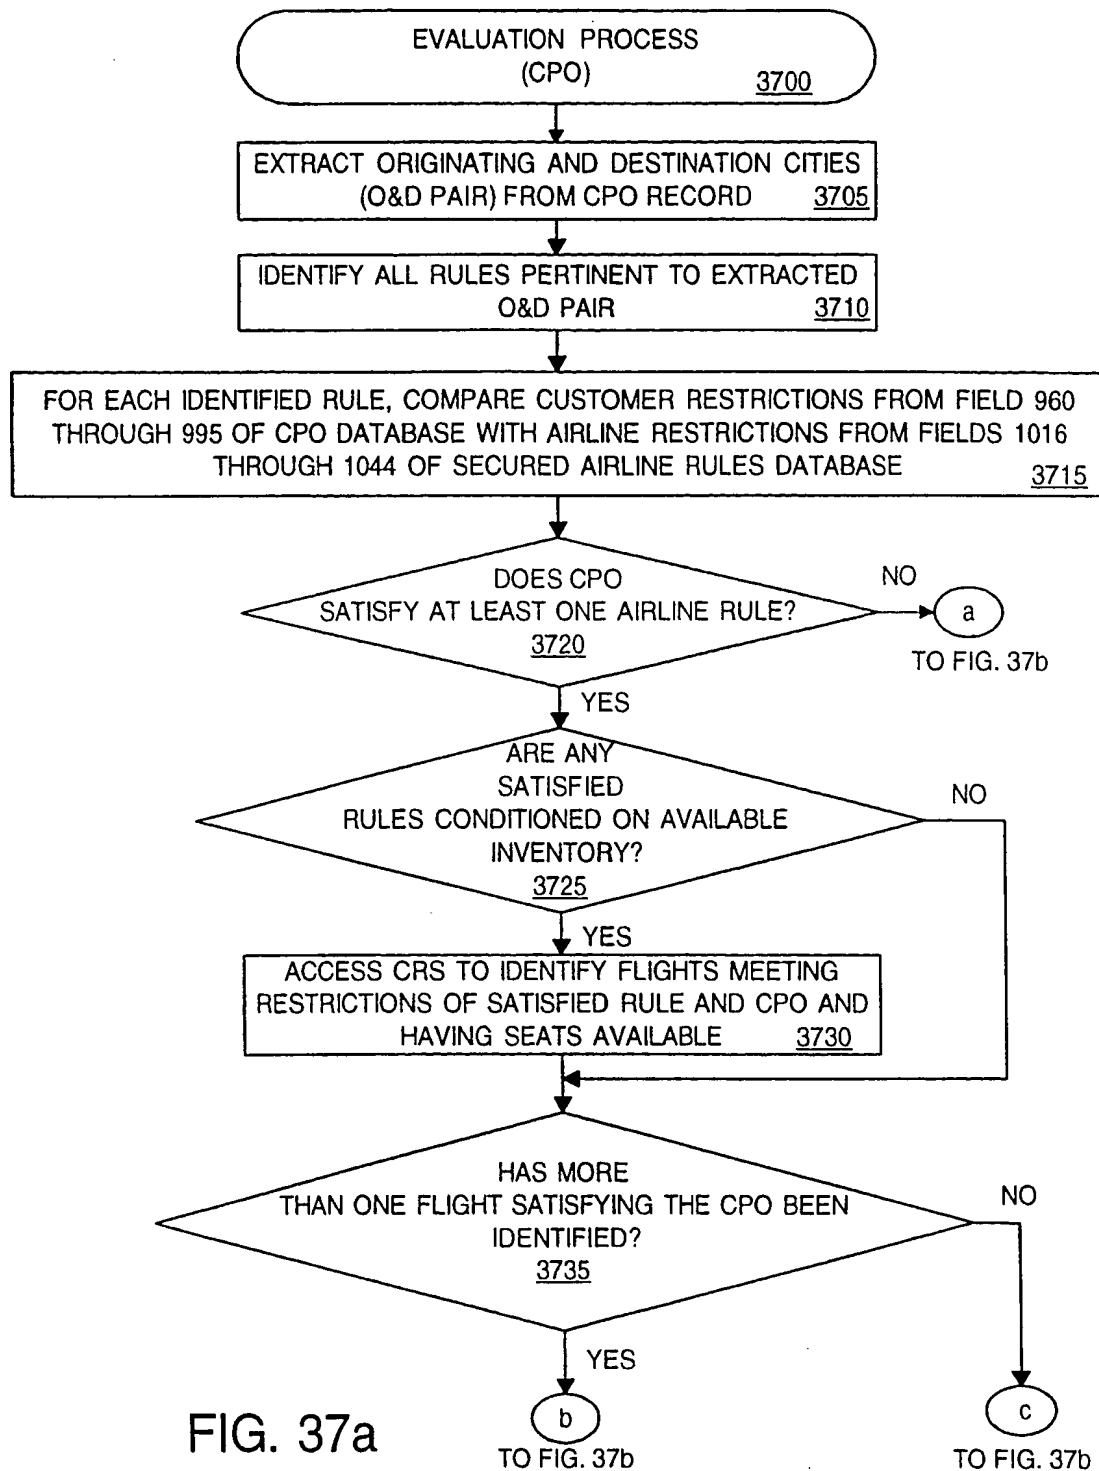 EVALUATION PROCESS
(CPO)
3700
EXTRACT ORIGINATING AND DESTINATION CITIES
(O&D PAIR) FROM CPO RECORD
3705
IDENTIFY ALL RULES PERTINENT TO EXTRACTED
O&D PAIR
3710
FOR EACH IDENTIFIED RULE, COMPARE CUSTOMER RESTRICTIONS FROM FIELD 960
THROUGH 995 OF CPO DATABASE WITH AIRLINE RESTRICTIONS FROM FIELDS 1016
THROUGH 1044 OF SECURED AIRLINE RULES DATABASE
3715
DOES CPO
SATISFY AT LEAST ONE AIRLINE RULE?
3720
NO
a
TO FIG. 37b
YES
ARE ANY
SATISFIED
RULES CONDITIONED ON AVAILABLE
INVENTORY?
3725
NO
YES
ACCESS CRS TO IDENTIFY FLIGHTS MEETING
RESTRICTIONS OF SATISFIED RULE AND CPO AND
HAVING SEATS AVAILABLE
3730
HAS MORE
THAN ONE FLIGHT SATISFYING THE CPO BEEN
IDENTIFIED?
3735
NO
YES
b
TO FIG. 37b
c
TO FIG. 37b
FIG. 37a